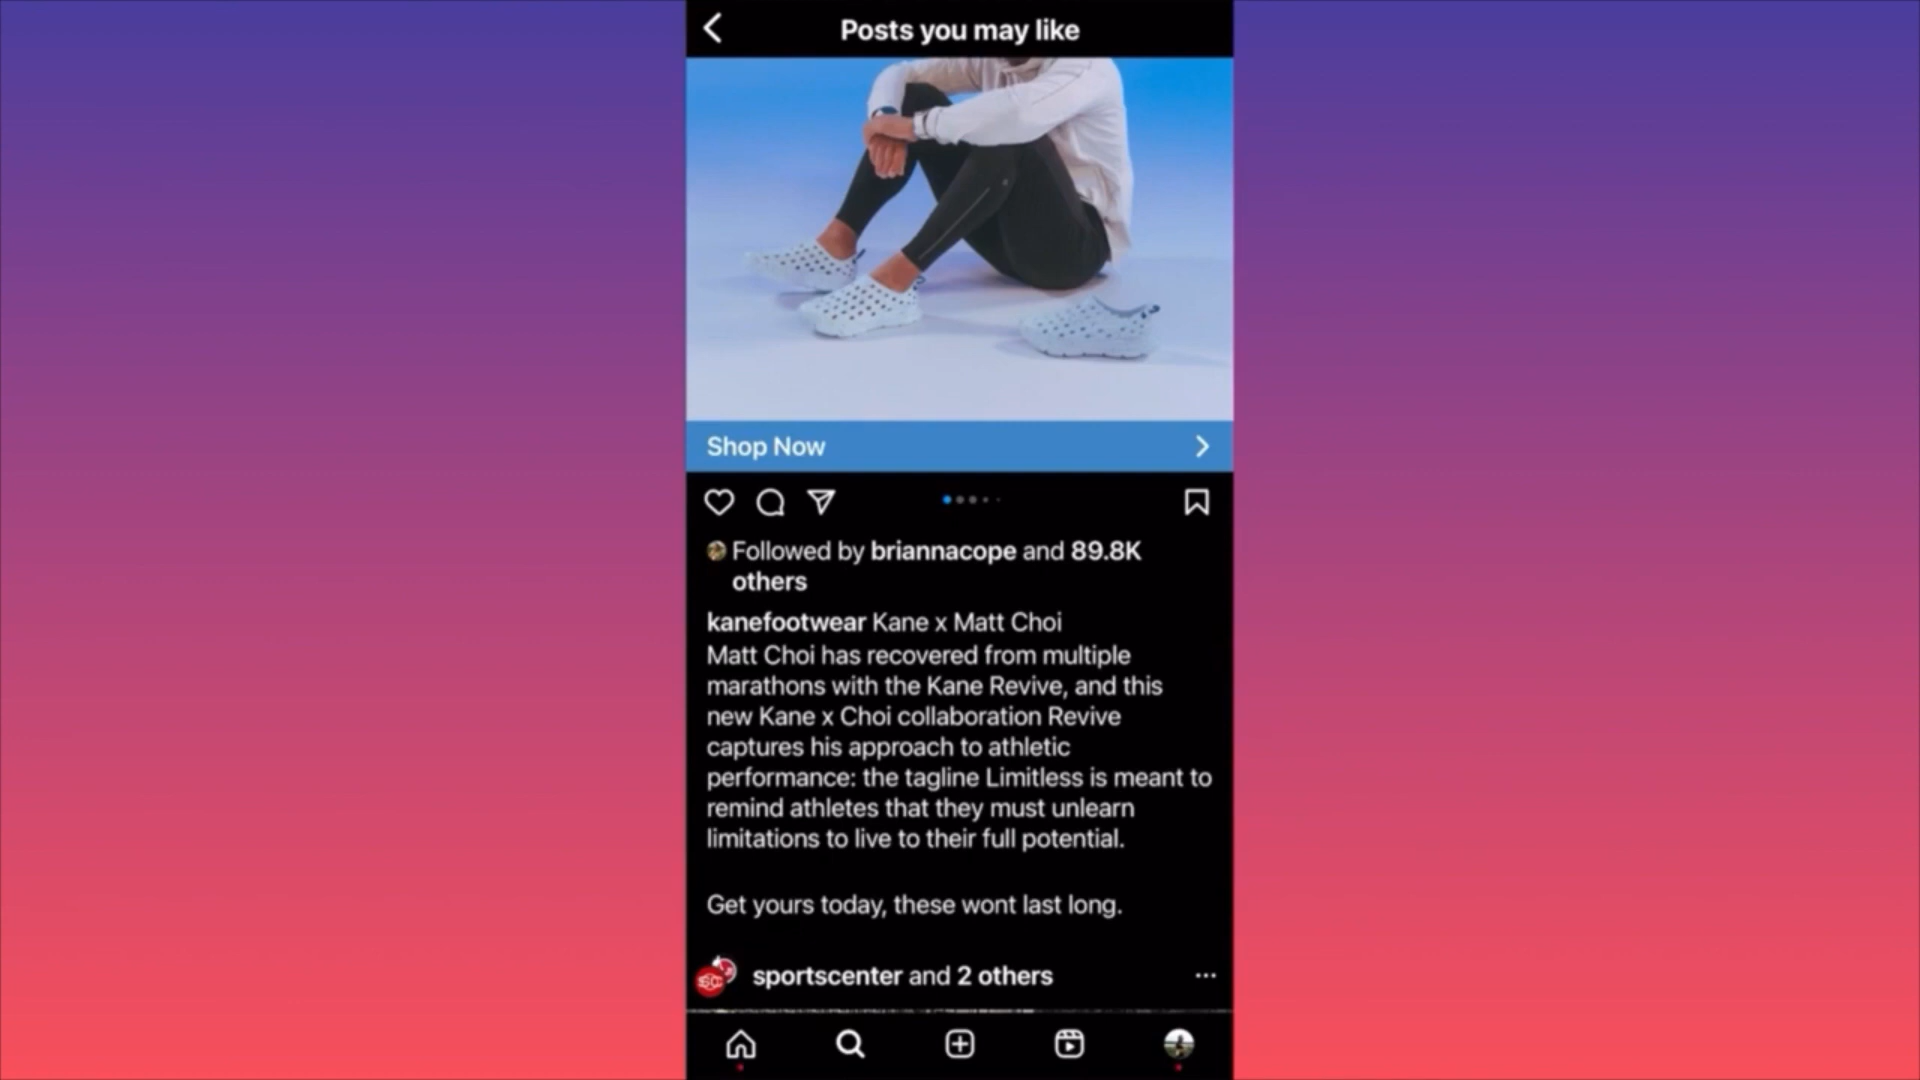 Posts you may like
Shop Now
Followed by briannacope and 89.8K
others
kanefootwear Kane x Matt Choi
Matt Choi has recovered from multiple
marathons with the Kane Revive, and this
new Kane x Choi collaboration Revive
captures his approach to athletic
performance: the tagline Limitless is meant to
remind athletes that they must unlearn
limitations to live to their full potential.
Get yours today, these wont last long.
SC
sportscenter and 2 others